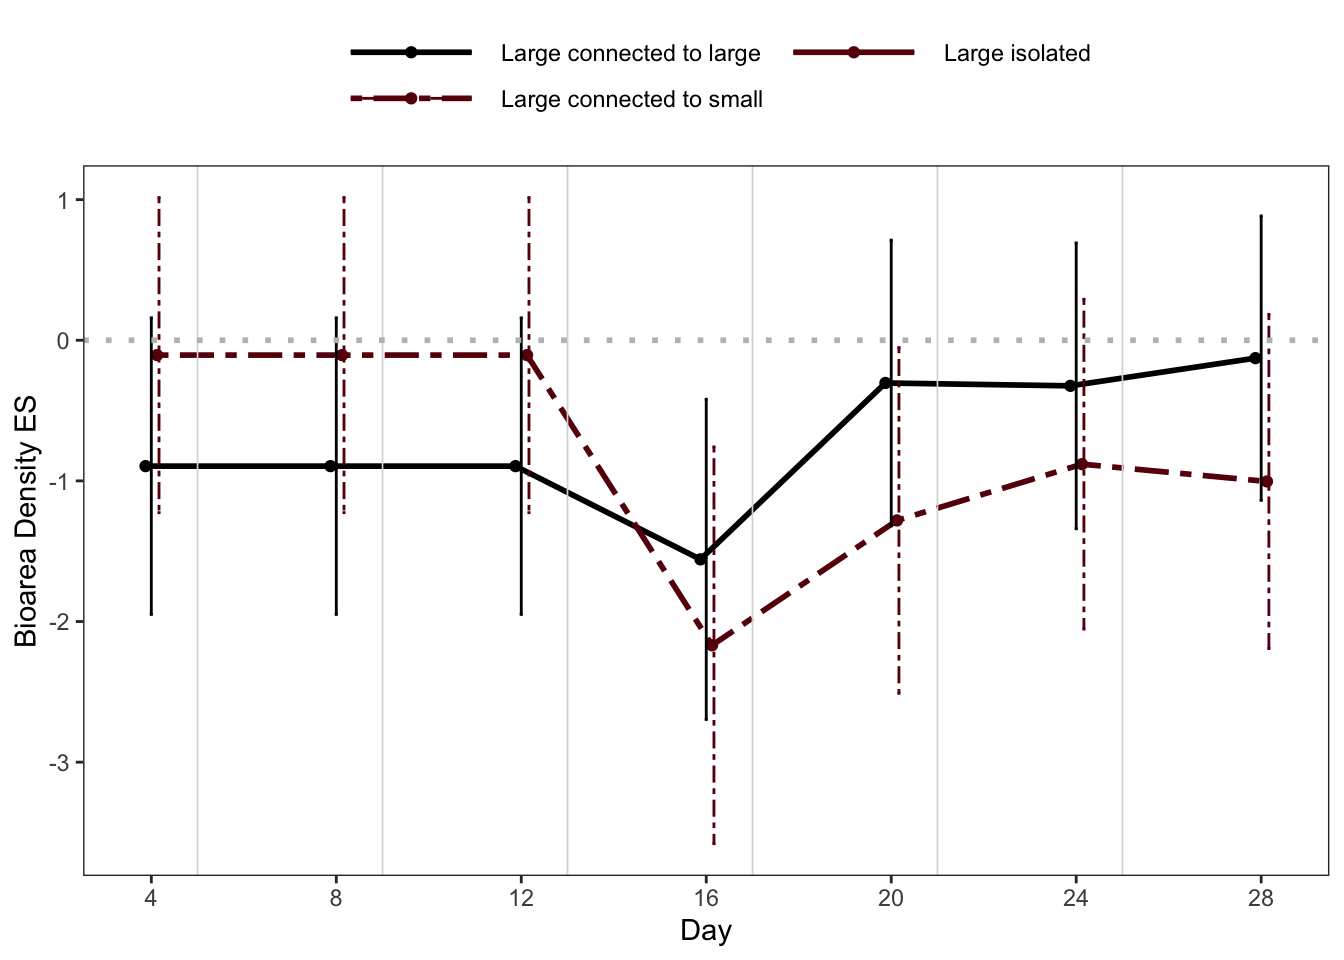 Large connected to large
Large isolated
Large connected to small
Bioarea Density ES
1
0
-1
-2
-3
4
8
12
16
20
24
28
Day